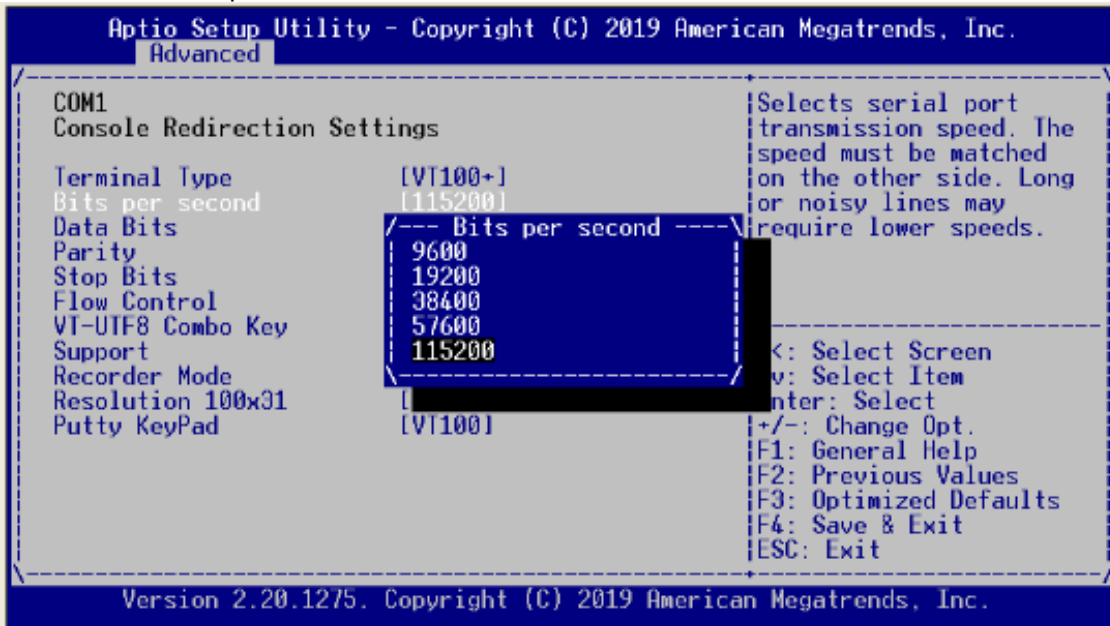 Aptio Setup Utility - Copyright (C) 2019 American Megatrends, Inc.
Advanced
COM1
Console Redirection Settings
Terminal Type [VT100+]
Bits per second [115200]
Data Bits
Parity
Stop Bits
Flow Control
VT-UTF8 Combo Key
Support
Recorder Mode
Resolution 100x31 [
Putty KeyPad [VT100]
Bits per second
9600
19200
38400
57600
115200
Selects serial port
transmission speed. The
speed must be matched
on the other side. Long
or noisy lines may
require lower speeds.
<: Select Screen
v: Select Item
nter: Select
+/-: Change Opt.
F1: General Help
F2: Previous Values
F3: Optimized Defaults
F4: Save & Exit
ESC: Exit
Version 2.20.1275. Copyright (C) 2019 American Megatrends, Inc.